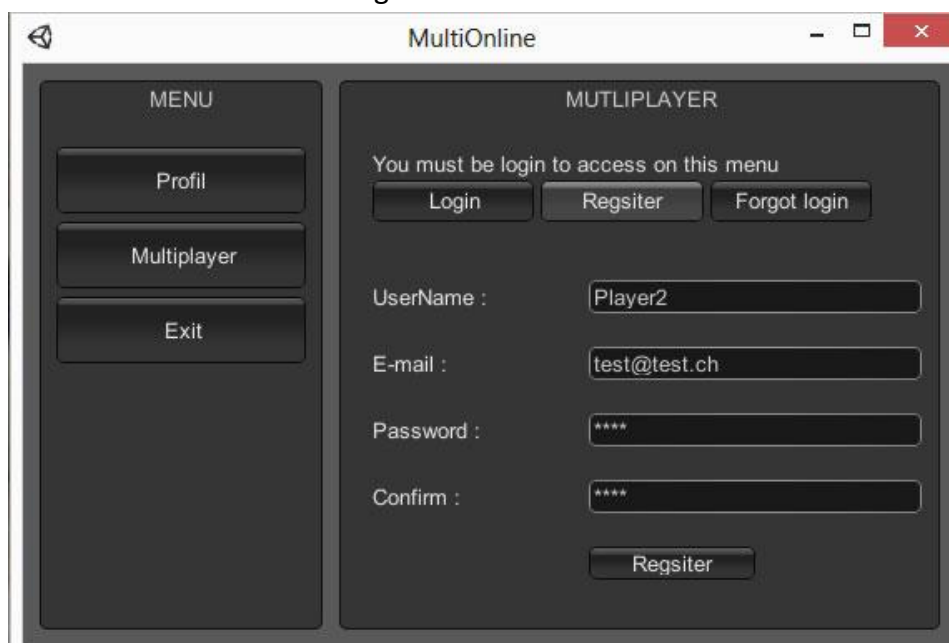 MultiOnline
MENU
Profil
Multiplayer
Exit
MUTLIPLAYER
You must be login to access on this menu
Login Regsiter Forgot login
UserName : Player2
E-mail : test@test.ch
Password : ****
Confirm : ****
Regsiter